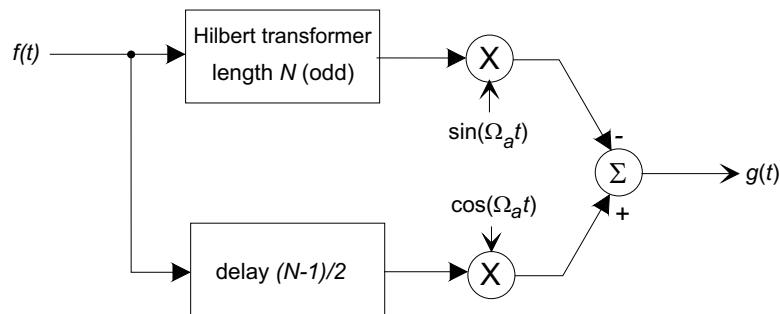 Hilbert transformer
length N (odd)
f(t)
X
sin(Ωₐt)
-
Σ
g(t)
+
cos(Ωₐt)
delay (N-1)/2
X